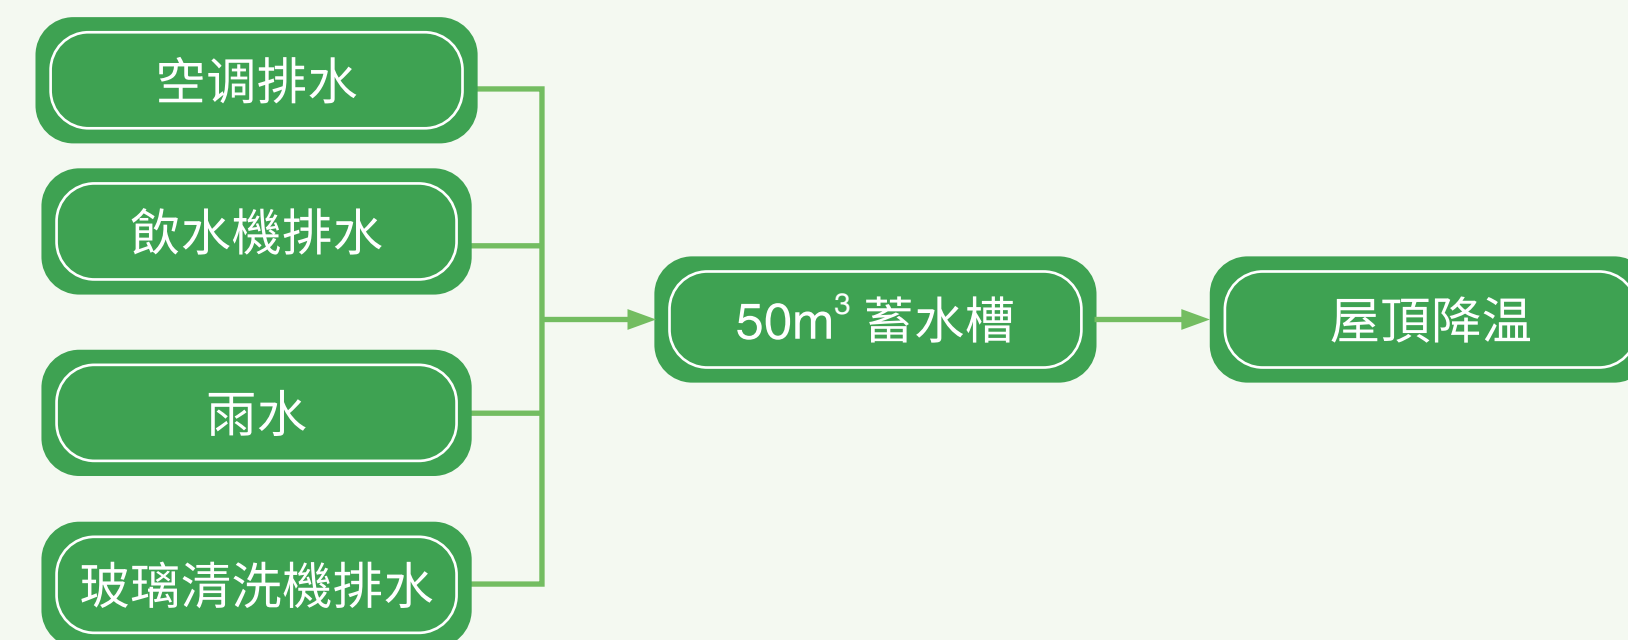 空调排水
飲水機排水
雨水
玻璃清洗機排水
50m³ 蓄水槽
屋頂降温